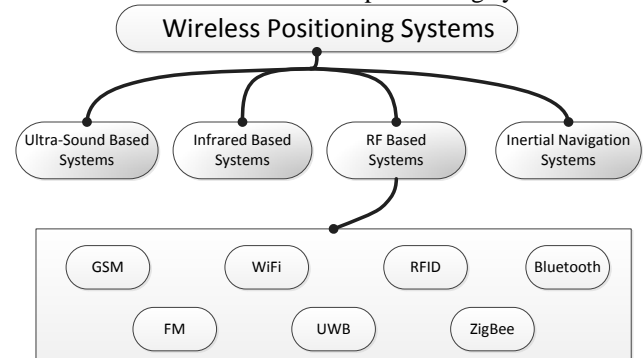 Wireless Positioning Systems
Ultra-Sound Based
Systems
Infrared Based
Systems
RF Based
Systems
Inertial Navigation
Systems
GSM
WiFi
RFID
Bluetooth
FM
UWB
ZigBee